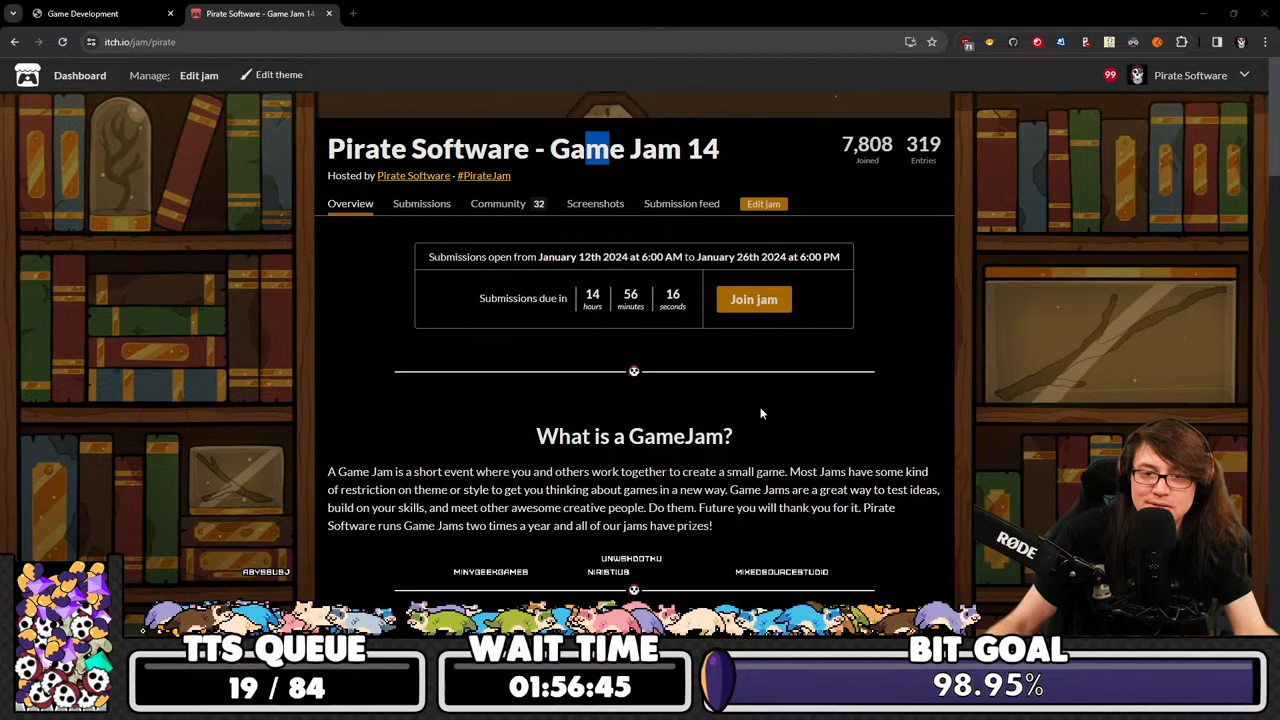 Game Development
Pirate Software - Game Jam 14
itch.io/jam/pirate
71
Dashboard
Manage:
Edit jam
Edit theme
99
Pirate Software
Pirate Software - Game Jam 14
7,808
Joined
319
Entries
Hosted by Pirate Software · #PirateJam
Overview
Submissions
Community 32
Screenshots
Submission feed
Edit jam
Submissions open from January 12th 2024 at 6:00 AM to January 26th 2024 at 6:00 PM
Submissions due in
14
hours
56
minutes
16
seconds
Join jam
What is a GameJam?
A Game Jam is a short event where you and others work together to create a small game. Most Jams have some kind
of restriction on theme or style to get you thinking about games in a new way. Game Jams are a great way to test ideas,
build on your skills, and meet other awesome creative people. Do them. Future you will thank you for it. Pirate
Software runs Game Jams two times a year and all of our jams have prizes!
RØDE
UNWSHOTHU
ABYSSUSJ
MINYGEEKGAMES
NIRISTIUS
MIXEDSOURCESTUDIO
TTS QUEUE
19 / 84
WAIT TIME
01:56:45
BIT GOAL
98.95%